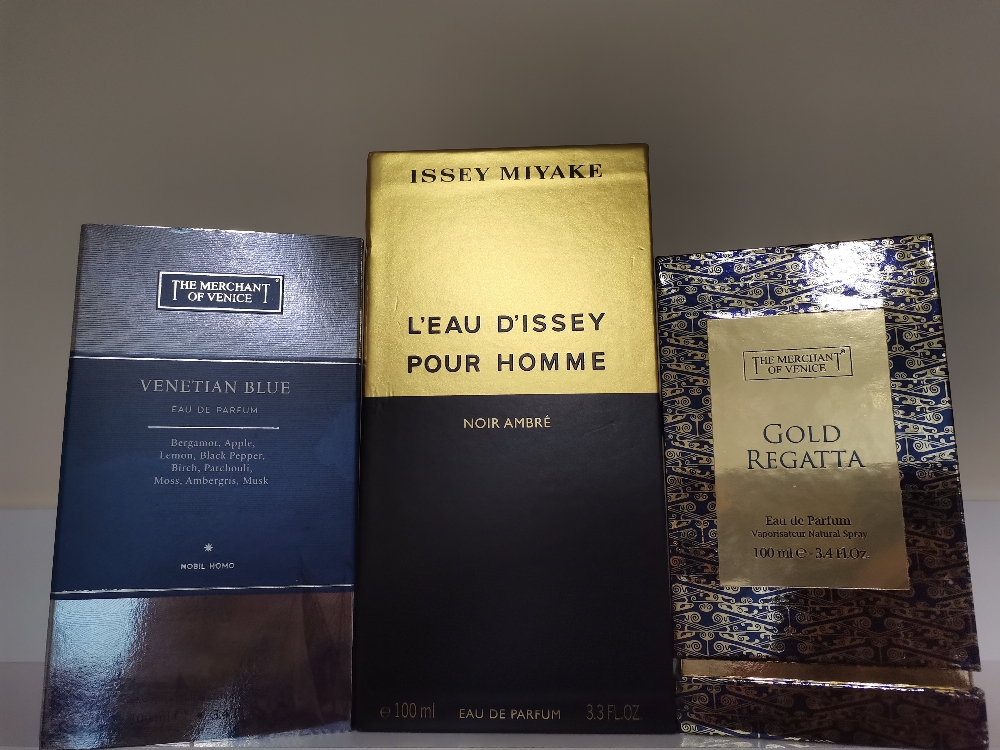 THE MERCHANT
OF VENICE
VENETIAN BLUE
EAU DE PARFUM
Bergamot, Apple,
Lemon, Black Pepper,
Birch, Patchouli,
Moss, Ambergris, Musk
NOBIL HOMO
ISSEY MIYAKE
L'EAU D'ISSEY
POUR HOMME
NOIR AMBRÉ
℮ 100 ml EAU DE PARFUM 3.3 FL.OZ.
THE MERCHANT
OF VENICE
GOLD
REGATTA
Eau de Parfum
Vaporisateur Natural Spray
100 ml ℮ - 3.4 Fl.Oz.